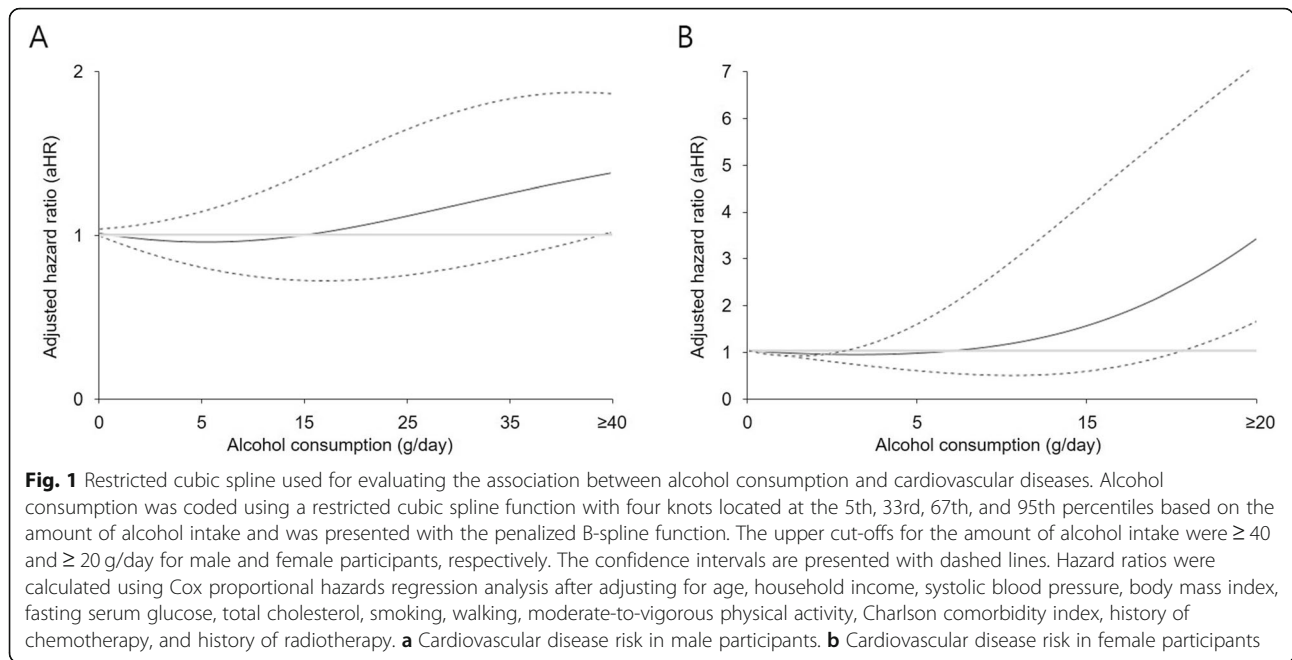 A
B
2
1
0
Adjusted hazard ratio (aHR)
0 5 15 25 35 ≥40
Alcohol consumption (g/day)
7
6
5
4
3
2
1
0
Adjusted hazard ratio (aHR)
0 5 15 ≥20
Alcohol consumption (g/day)
Fig. 1 Restricted cubic spline used for evaluating the association between alcohol consumption and cardiovascular diseases. Alcohol
consumption was coded using a restricted cubic spline function with four knots located at the 5th, 33rd, 67th, and 95th percentiles based on the
amount of alcohol intake and was presented with the penalized B-spline function. The upper cut-offs for the amount of alcohol intake were ≥ 40
and ≥ 20 g/day for male and female participants, respectively. The confidence intervals are presented with dashed lines. Hazard ratios were
calculated using Cox proportional hazards regression analysis after adjusting for age, household income, systolic blood pressure, body mass index,
fasting serum glucose, total cholesterol, smoking, walking, moderate-to-vigorous physical activity, Charlson comorbidity index, history of
chemotherapy, and history of radiotherapy. a Cardiovascular disease risk in male participants. b Cardiovascular disease risk in female participants